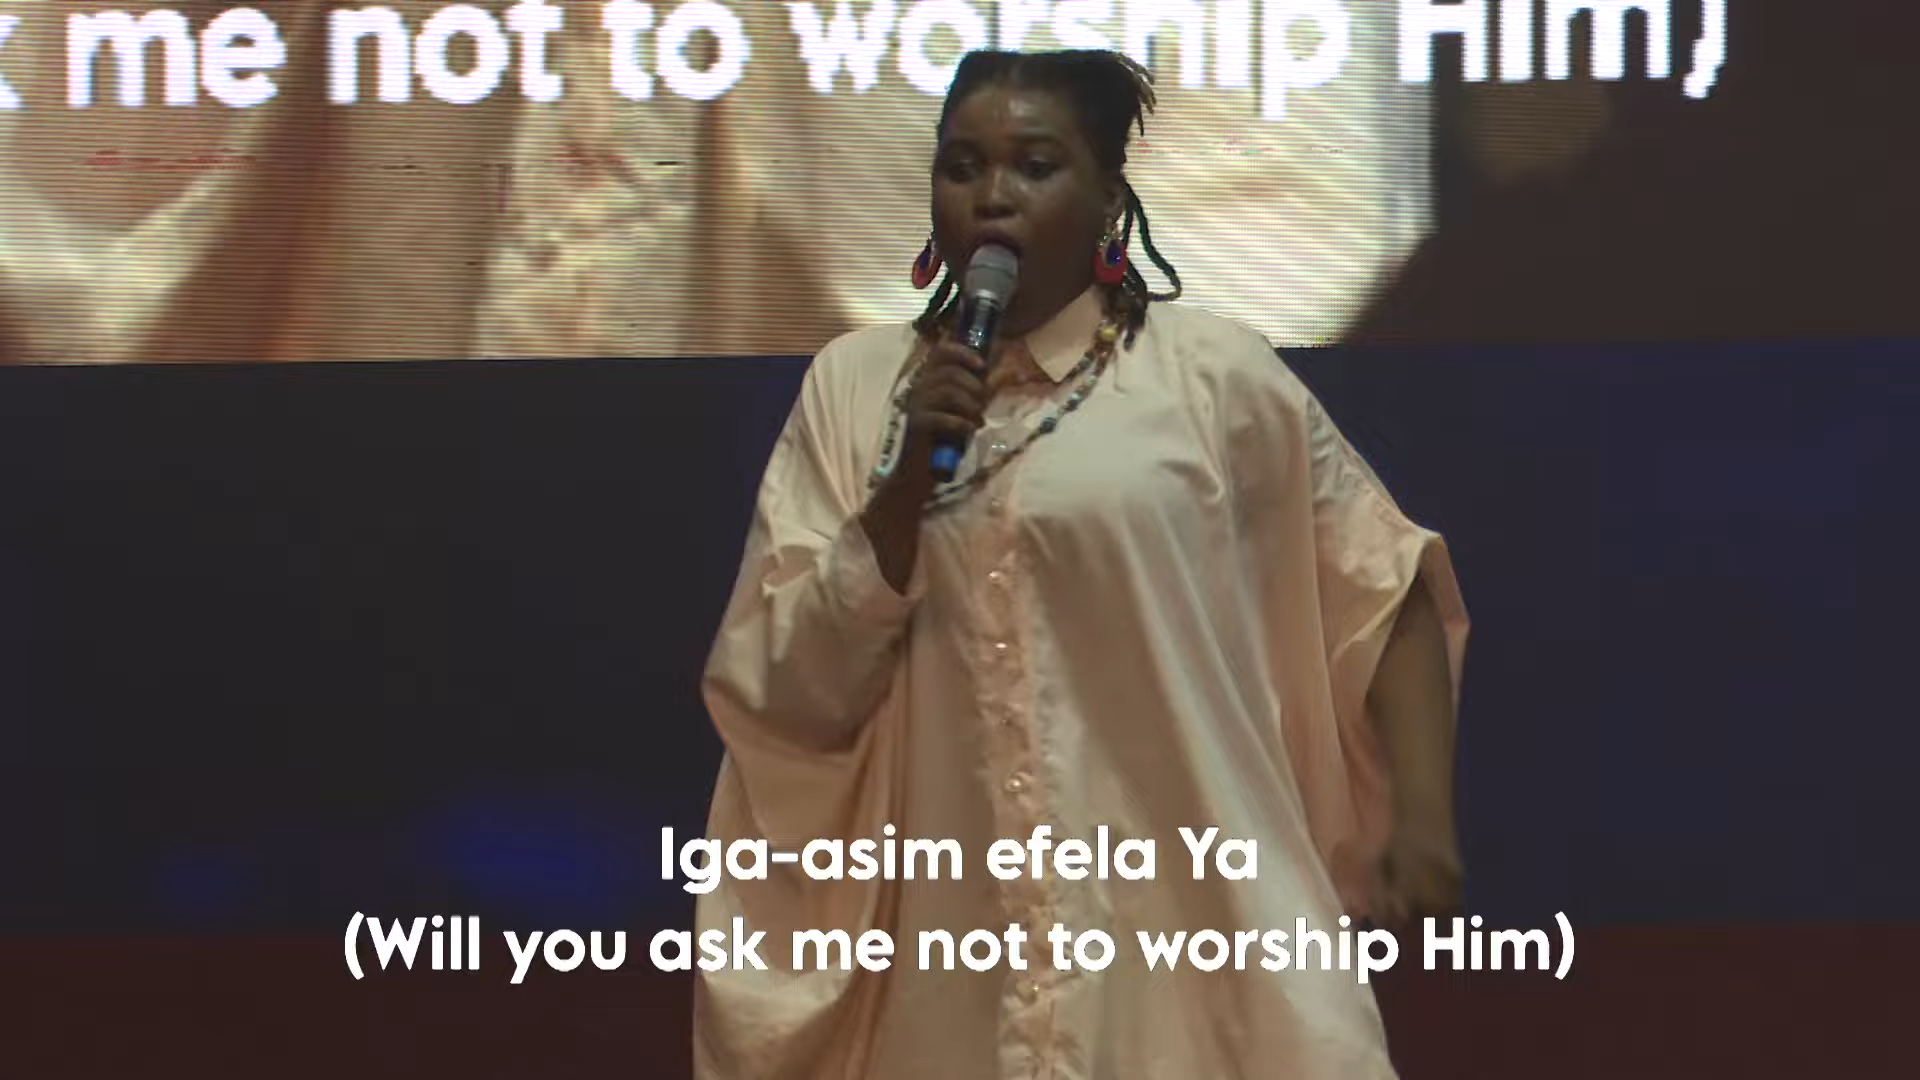 me not to worship Him)
Iga-asim efela Ya
(Will you ask me not to worship Him)